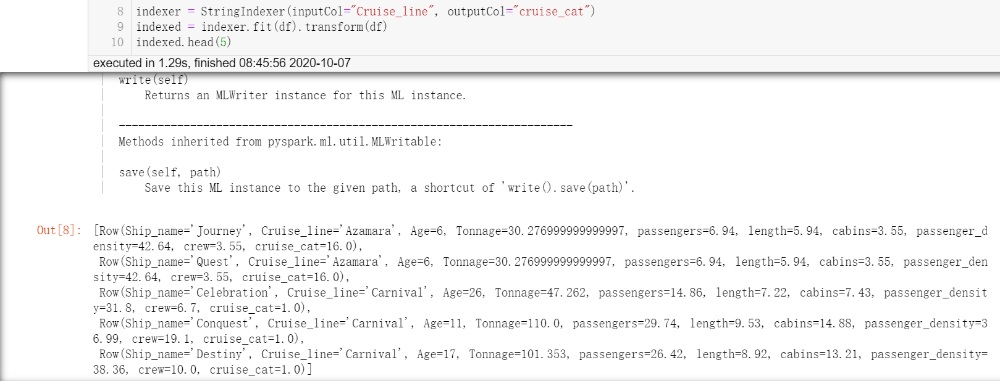 8 indexer = StringIndexer(inputCol="Cruise_line", outputCol="cruise_cat")
9 indexed = indexer.fit(df).transform(df)
10 indexed.head(5)
executed in 1.29s, finished 08:45:56 2020-10-07
| write(self)
|     Returns an MLWriter instance for this ML instance.
|
| ----------------------------------------------------------------------
| Methods inherited from pyspark.ml.util.MLWritable:
|
| save(self, path)
|     Save this ML instance to the given path, a shortcut of 'write().save(path)'.
Out[8]: [Row(Ship_name='Journey', Cruise_line='Azamara', Age=6, Tonnage=30.276999999999997, passengers=6.94, length=5.94, cabins=3.55, passenger_d
ensity=42.64, crew=3.55, cruise_cat=16.0),
Row(Ship_name='Quest', Cruise_line='Azamara', Age=6, Tonnage=30.276999999999997, passengers=6.94, length=5.94, cabins=3.55, passenger_den
sity=42.64, crew=3.55, cruise_cat=16.0),
Row(Ship_name='Celebration', Cruise_line='Carnival', Age=26, Tonnage=47.262, passengers=14.86, length=7.22, cabins=7.43, passenger_densit
y=31.8, crew=6.7, cruise_cat=1.0),
Row(Ship_name='Conquest', Cruise_line='Carnival', Age=11, Tonnage=110.0, passengers=29.74, length=9.53, cabins=14.88, passenger_density=3
6.99, crew=19.1, cruise_cat=1.0),
Row(Ship_name='Destiny', Cruise_line='Carnival', Age=17, Tonnage=101.353, passengers=26.42, length=8.92, cabins=13.21, passenger_density=
38.36, crew=10.0, cruise_cat=1.0)]